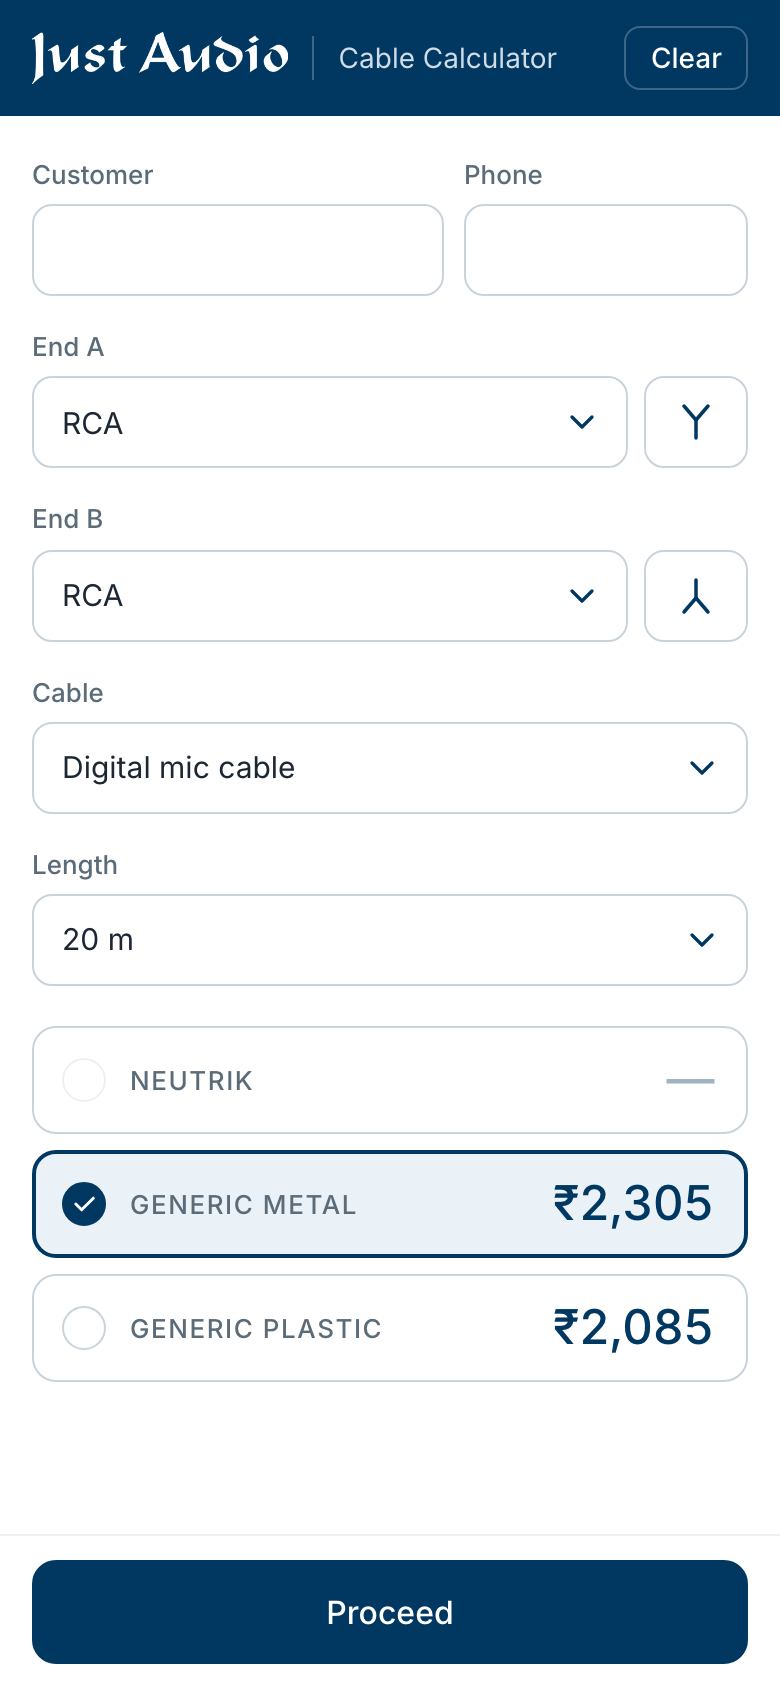 Just Audio
Cable Calculator
Clear
Customer
Phone
End A
RCA
End B
RCA
Cable
Digital mic cable
Length
20 m
NEUTRIK
—
GENERIC METAL
₹2,305
GENERIC PLASTIC
₹2,085
Proceed